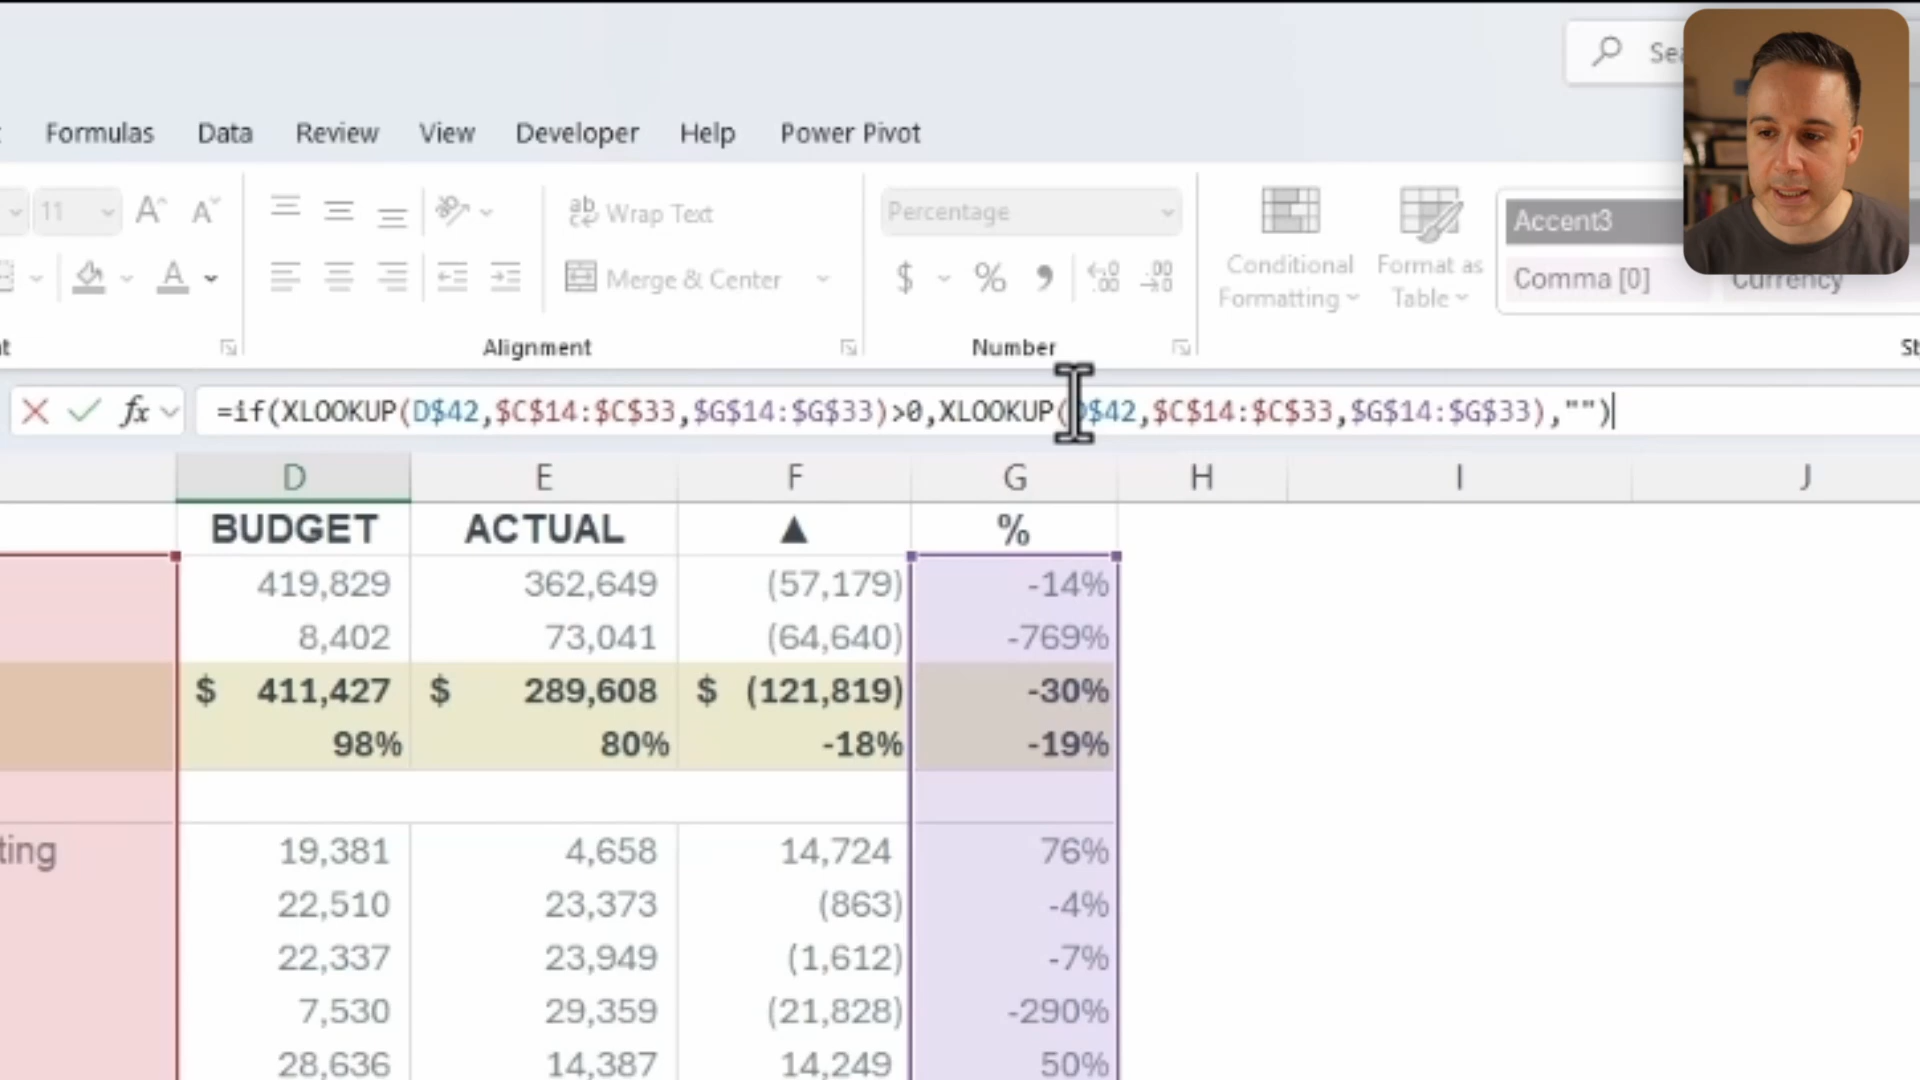 Formulas Data Review View Developer Help Power Pivot
11 A A ab Wrap Text Percentage Accent3
A Merge & Center $ % , .00 Conditional Formatting Format as Table Comma [0] Currency
Alignment Number
fx =if(XLOOKUP(D$42,$C$14:$C$33,$G$14:$G$33)>0,XLOOKUP(D$42,$C$14:$C$33,$G$14:$G$33),"")
D E F G H I J
BUDGET ACTUAL ▲ %
419,829 362,649 (57,179) -14%
8,402 73,041 (64,640) -769%
$ 411,427 $ 289,608 $ (121,819) -30%
98% 80% -18% -19%
ting 19,381 4,658 14,724 76%
22,510 23,373 (863) -4%
22,337 23,949 (1,612) -7%
7,530 29,359 (21,828) -290%
28,636 14,387 14,249 50%